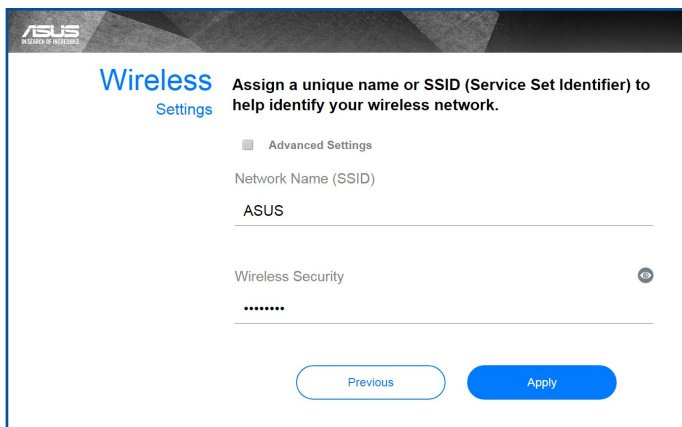 ASUS
IN SEARCH OF INCREDIBLE
Wireless
Settings
Assign a unique name or SSID (Service Set Identifier) to
help identify your wireless network.
Advanced Settings
Network Name (SSID)
ASUS
Wireless Security
••••••••
Previous
Apply